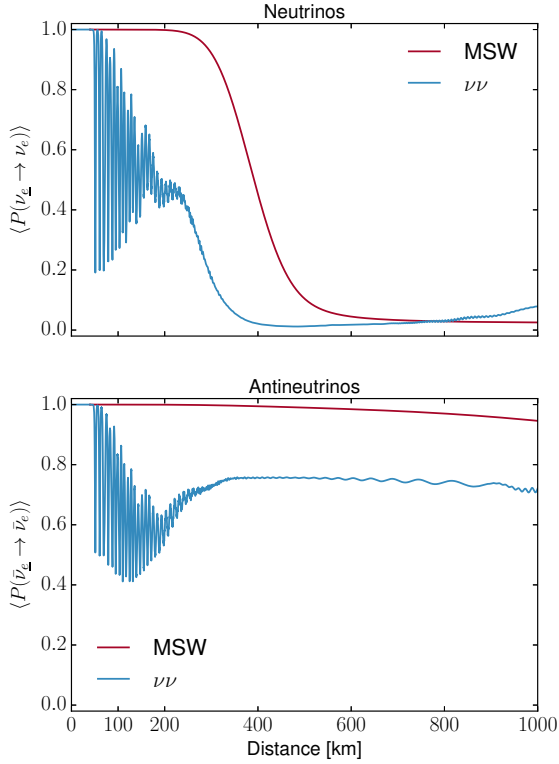 Neutrinos
⟨P(ν_e̲ → ν_e)⟩
1.0
0.8
0.6
0.4
0.2
0.0
MSW
νν
Antineutrinos
⟨P(ν̄_e̲ → ν̄_e)⟩
1.0
0.8
0.6
0.4
0.2
0.0
MSW
νν
0 100 200 400 600 800 1000
Distance [km]